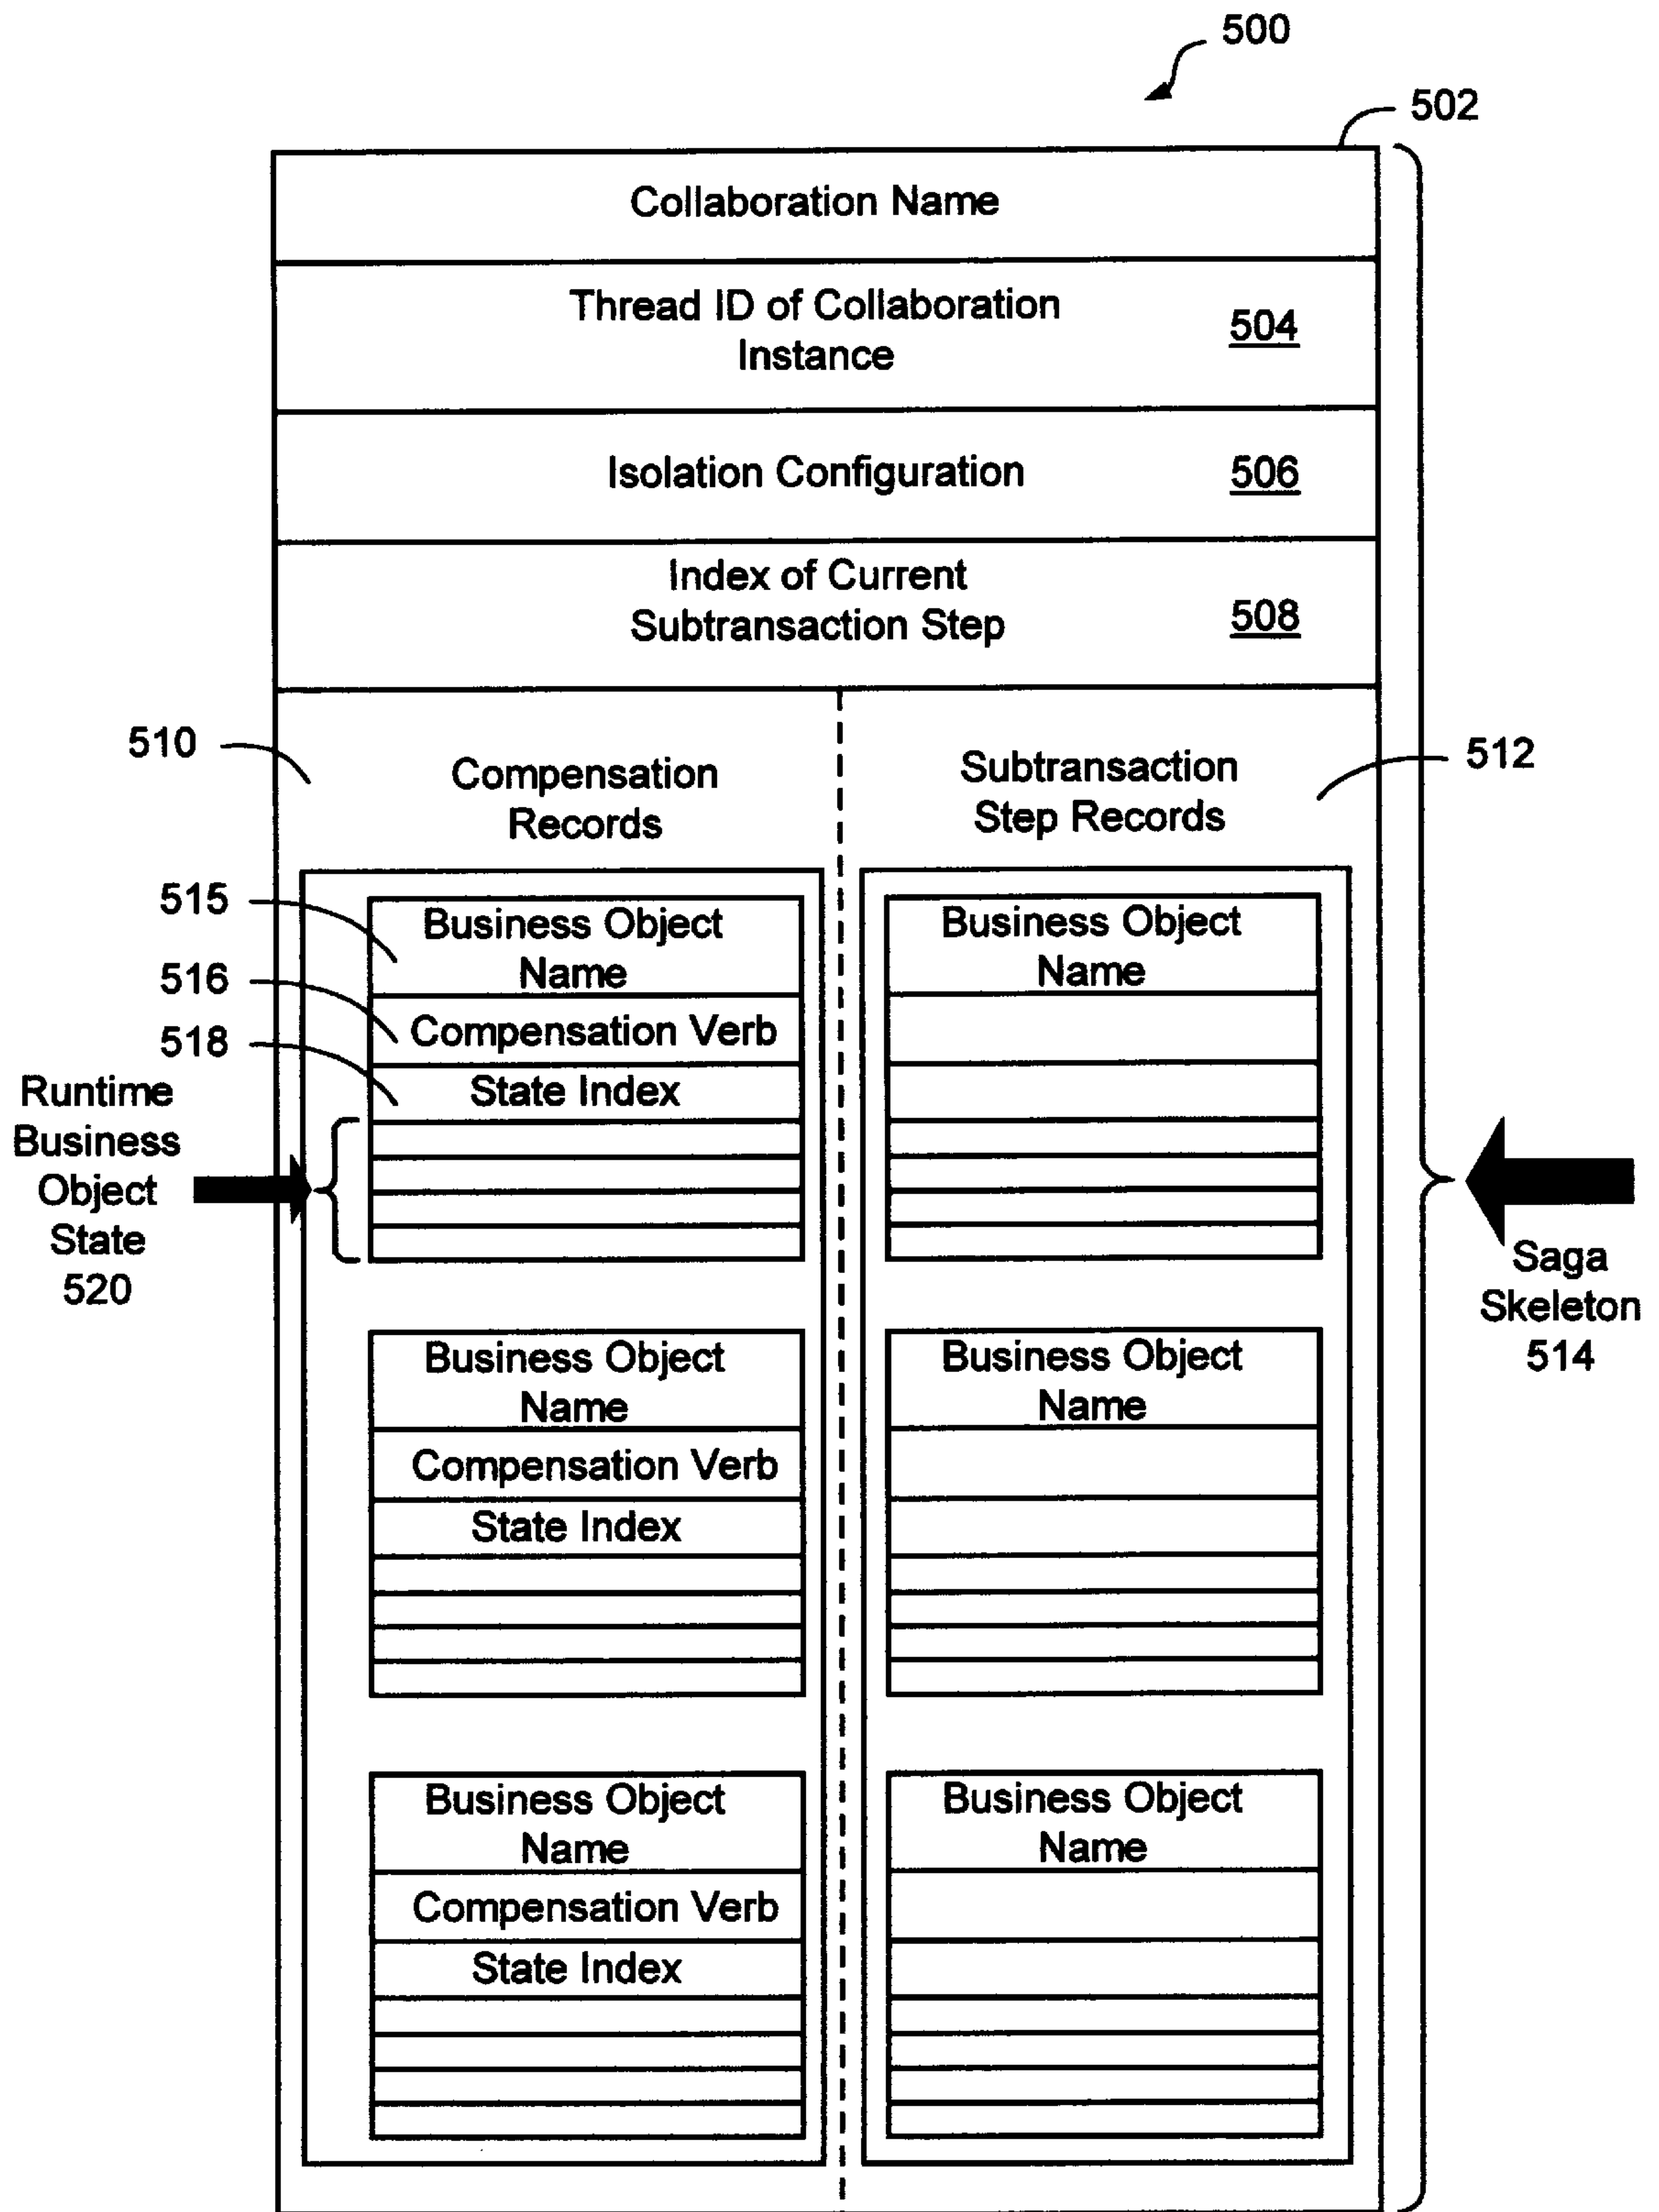 500
502
Collaboration Name
Thread ID of Collaboration
Instance
504
Isolation Configuration
506
Index of Current
Subtransaction Step
508
510
Compensation
Records
Subtransaction
Step Records
512
515
516
518
Business Object
Name
Compensation Verb
State Index
Business Object
Name
Runtime
Business
Object
State
520
Saga
Skeleton
514
Business Object
Name
Compensation Verb
State Index
Business Object
Name
Business Object
Name
Compensation Verb
State Index
Business Object
Name